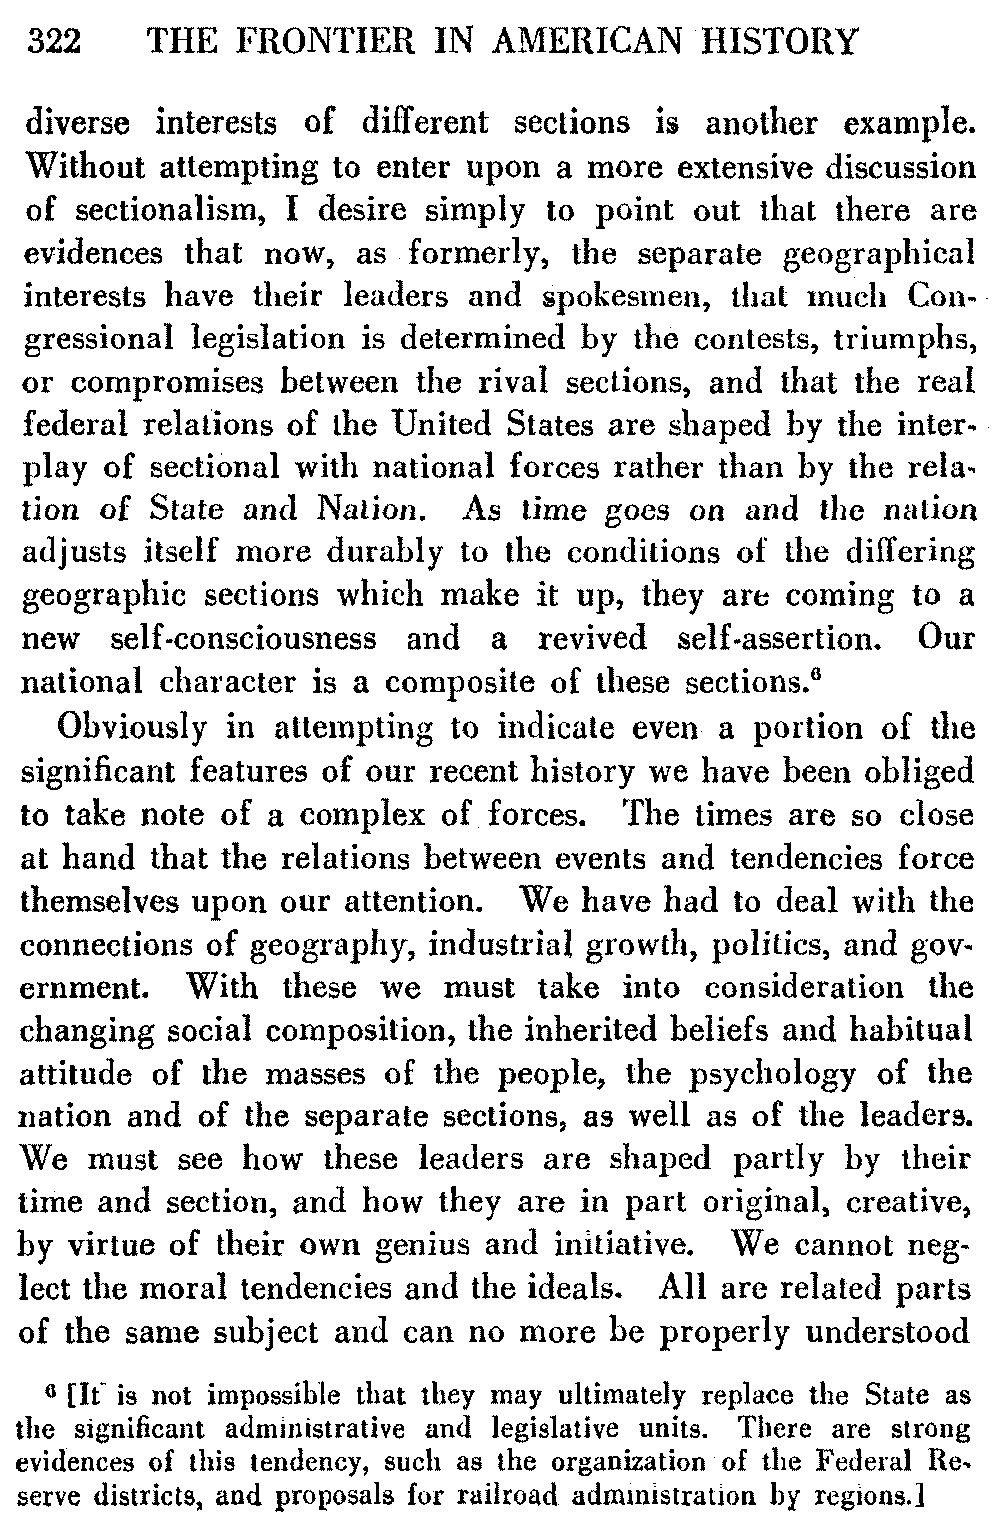 322 THE FRONTIER IN AMERICAN HISTORY
diverse interests of different sections is another example.
Without attempting to enter upon a more extensive discussion
of sectionalism, I desire simply to point out that there are
evidences that now, as formerly, the separate geographical
interests have their leaders and spokesmen, that much Con-
gressional legislation is determined by the contests, triumphs,
or compromises between the rival sections, and that the real
federal relations of the United States are shaped by the inter-
play of sectional with national forces rather than by the rela-
tion of State and Nation. As time goes on and the nation
adjusts itself more durably to the conditions of the differing
geographic sections which make it up, they are coming to a
new self-consciousness and a revived self-assertion. Our
national character is a composite of these sections.⁶
Obviously in attempting to indicate even a portion of the
significant features of our recent history we have been obliged
to take note of a complex of forces. The times are so close
at hand that the relations between events and tendencies force
themselves upon our attention. We have had to deal with the
connections of geography, industrial growth, politics, and gov-
ernment. With these we must take into consideration the
changing social composition, the inherited beliefs and habitual
attitude of the masses of the people, the psychology of the
nation and of the separate sections, as well as of the leaders.
We must see how these leaders are shaped partly by their
time and section, and how they are in part original, creative,
by virtue of their own genius and initiative. We cannot neg-
lect the moral tendencies and the ideals. All are related parts
of the same subject and can no more be properly understood
⁶ [It is not impossible that they may ultimately replace the State as
the significant administrative and legislative units. There are strong
evidences of this tendency, such as the organization of the Federal Re-
serve districts, and proposals for railroad administration by regions.]